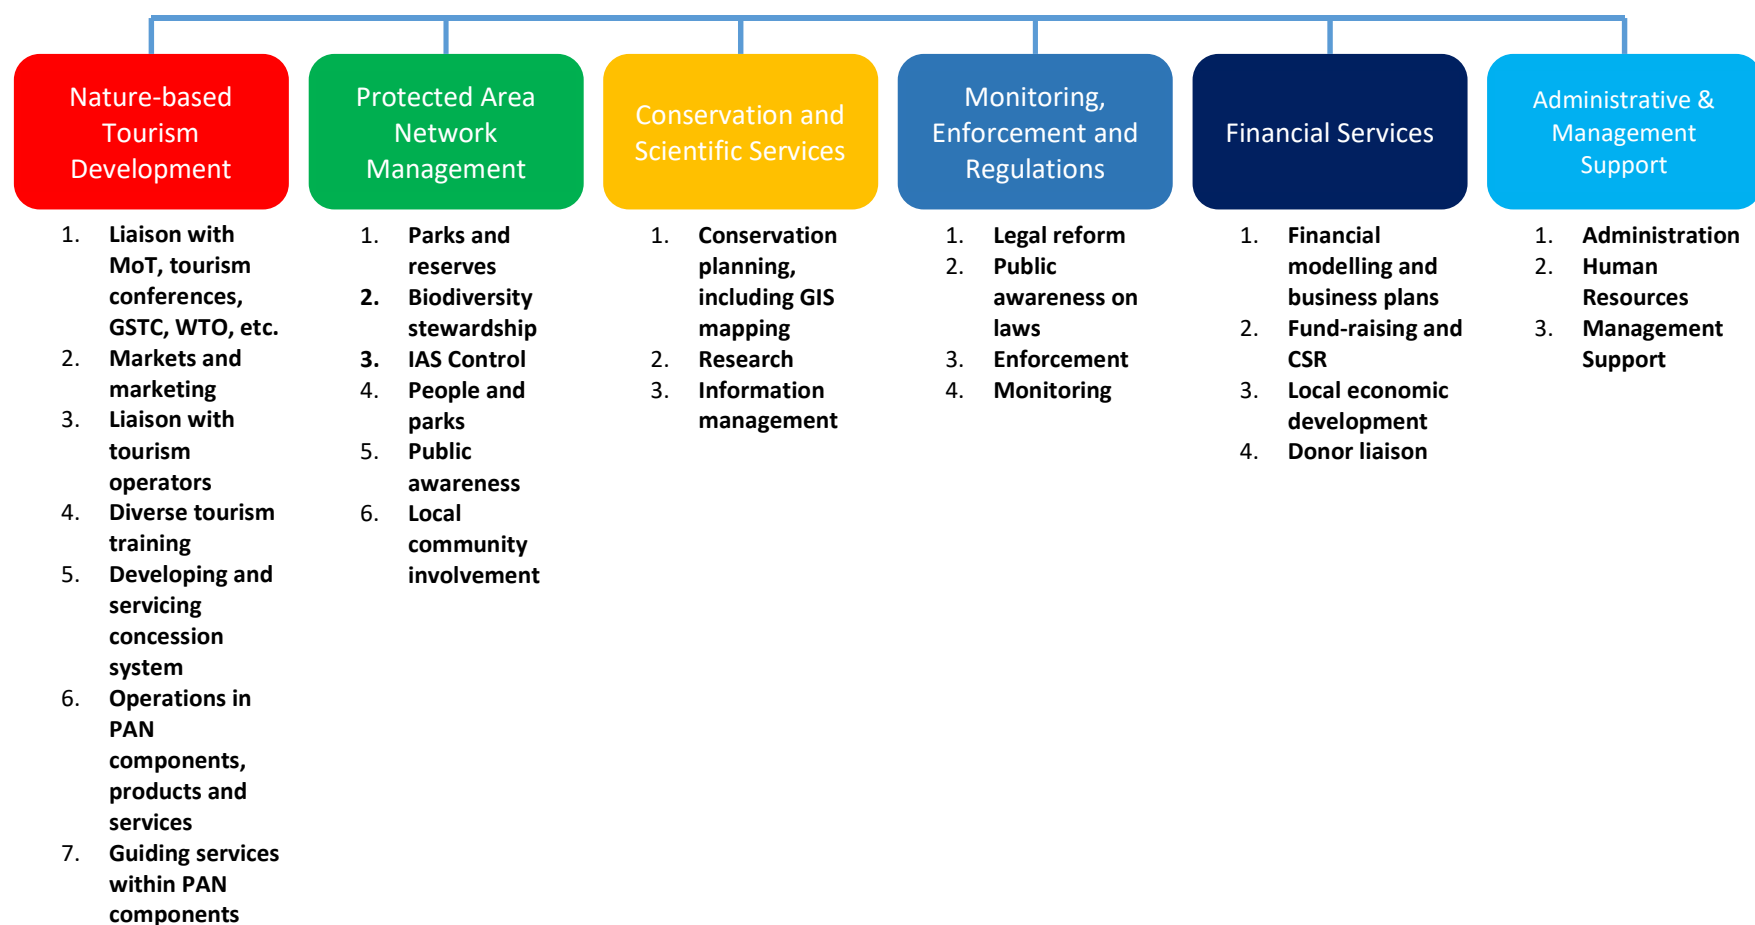 Nature-based
Tourism
Development
Protected Area
Network
Management
Conservation and
Scientific Services
Monitoring,
Enforcement and
Regulations
Financial Services
Administrative &
Management
Support
1. Liaison with
MoT, tourism
conferences,
GSTC, WTO, etc.
2. Markets and
marketing
3. Liaison with
tourism
operators
4. Diverse tourism
training
5. Developing and
servicing
concession
system
6. Operations in
PAN
components,
products and
services
7. Guiding services
within PAN
components
1. Parks and
reserves
2. Biodiversity
stewardship
3. IAS Control
4. People and
parks
5. Public
awareness
6. Local
community
involvement
1. Conservation
planning,
including GIS
mapping
2. Research
3. Information
management
1. Legal reform
2. Public
awareness on
laws
3. Enforcement
4. Monitoring
1. Financial
modelling and
business plans
2. Fund-raising and
CSR
3. Local economic
development
4. Donor liaison
1. Administration
2. Human
Resources
3. Management
Support